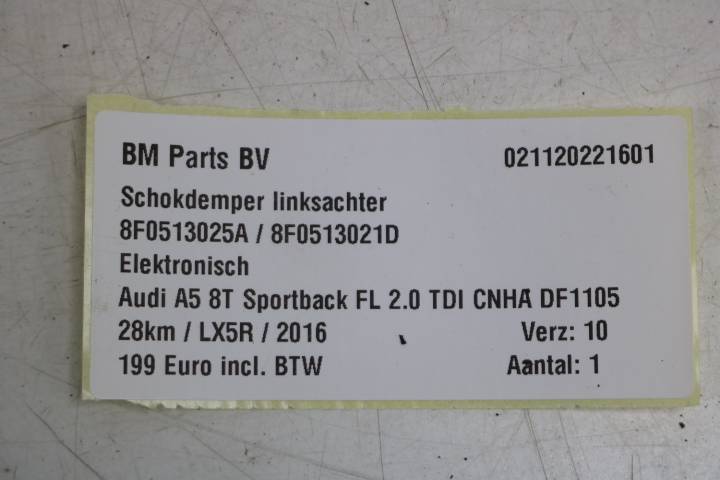 BM Parts BV 021120221601
Schokdemper linksachter
8F0513025A / 8F0513021D
Elektronisch
Audi A5 8T Sportback FL 2.0 TDI CNHA DF1105
28km / LX5R / 2016 Verz: 10
199 Euro incl. BTW Aantal: 1